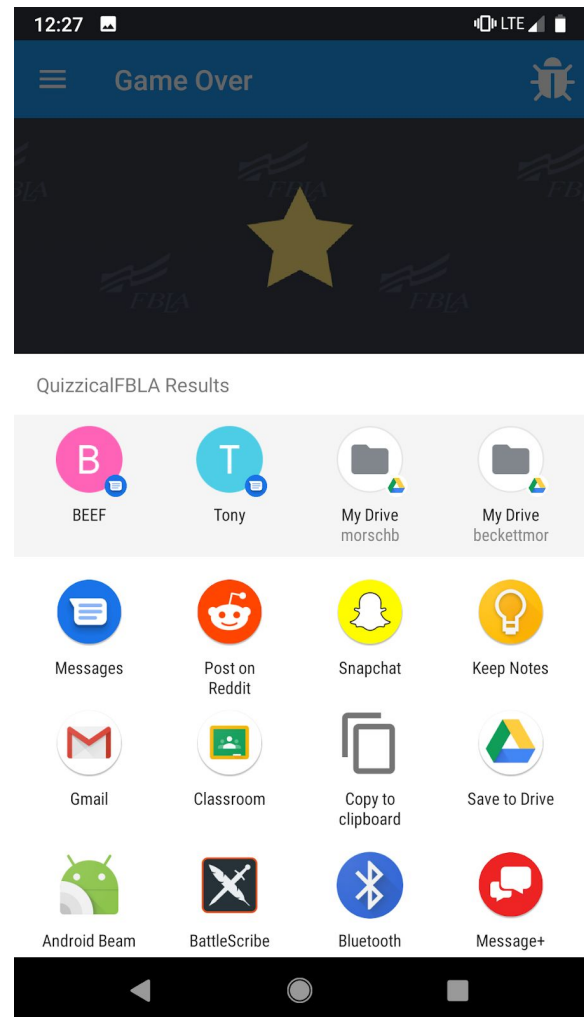 12:27 LTE
Game Over
FBLA FBLA FBLA
FBLA FBLA
QuizzicalFBLA Results
B T
BEEF Tony My Drive My Drive
morschb beckettmor
Messages Post on Snapchat Keep Notes
Reddit
Gmail Classroom Copy to Save to Drive
clipboard
Android Beam BattleScribe Bluetooth Message+